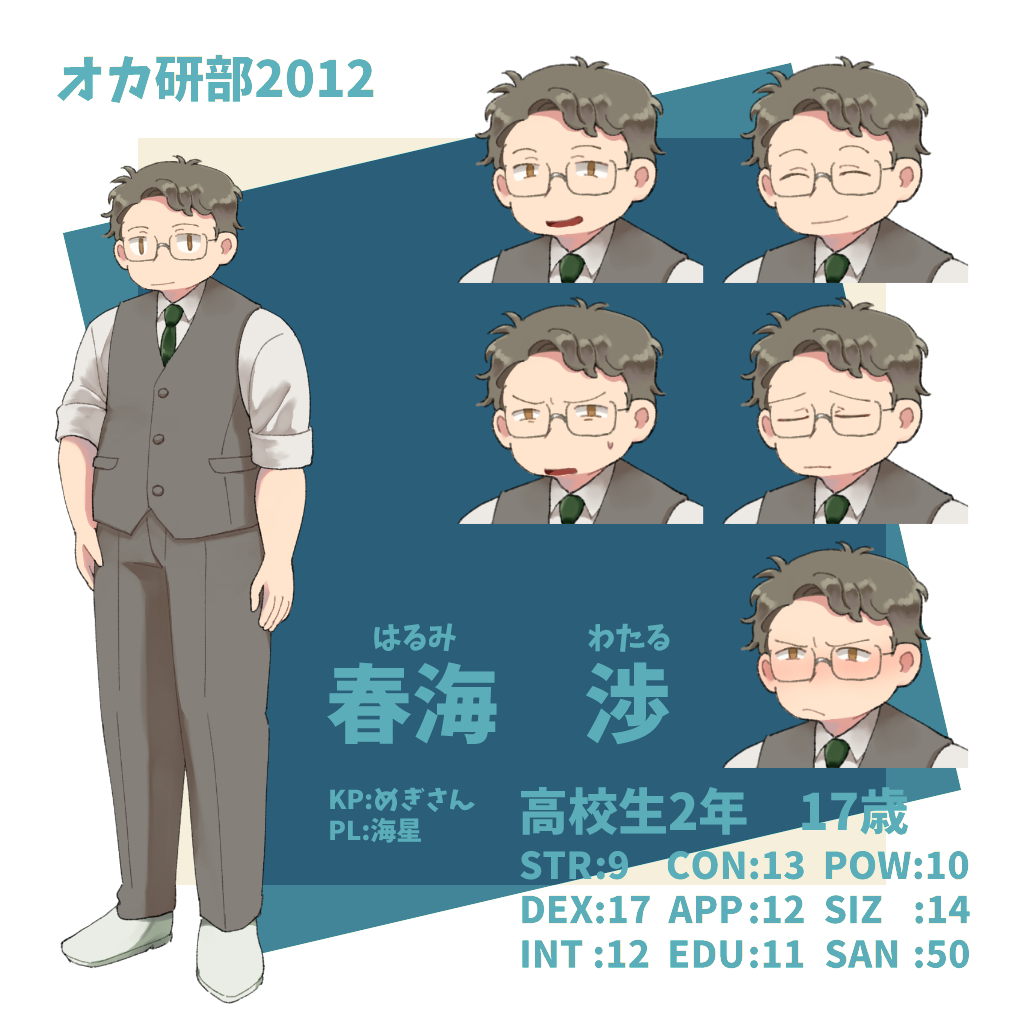 オカ研部2012
はるみ わたる
春海 渉
KP:めぎさん
PL:海星
高校生2年 17歳
STR:9 CON:13 POW:10
DEX:17 APP:12 SIZ :14
INT :12 EDU:11 SAN :50